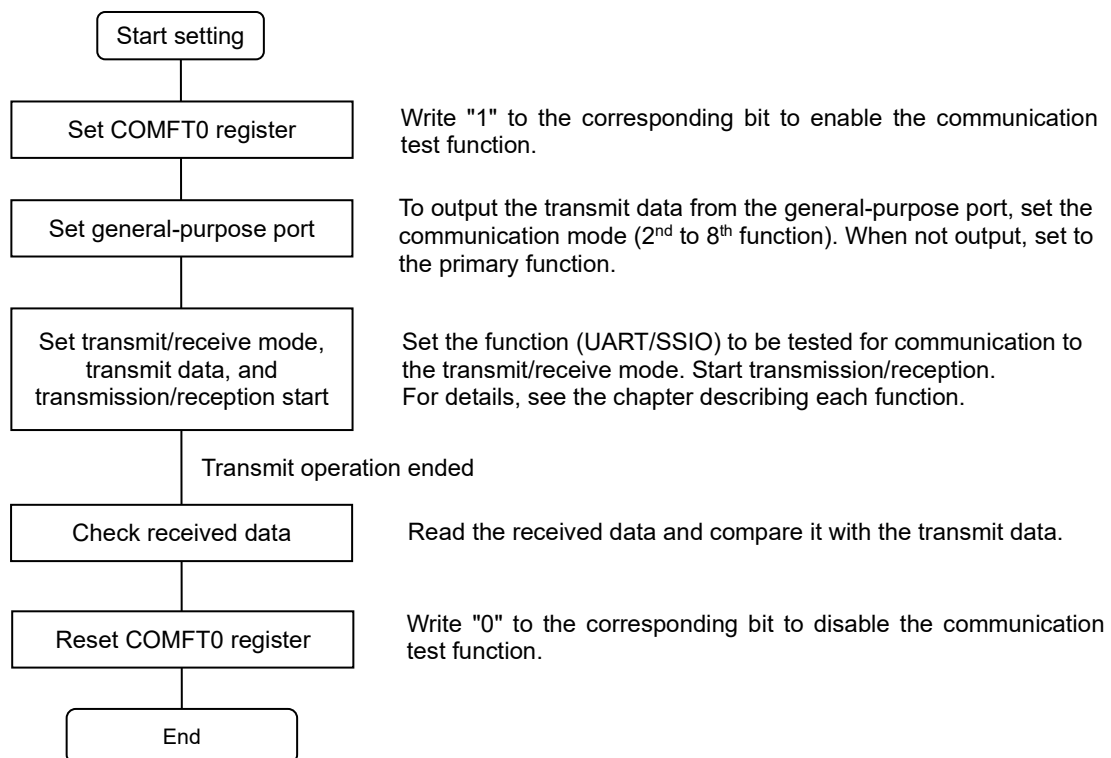 Start setting
Set COMFT0 register
Write "1" to the corresponding bit to enable the communication
test function.
Set general-purpose port
To output the transmit data from the general-purpose port, set the
communication mode (2nd to 8th function). When not output, set to
the primary function.
Set transmit/receive mode,
transmit data, and
transmission/reception start
Set the function (UART/SSIO) to be tested for communication to
the transmit/receive mode. Start transmission/reception.
For details, see the chapter describing each function.
Transmit operation ended
Check received data
Read the received data and compare it with the transmit data.
Reset COMFT0 register
Write "0" to the corresponding bit to disable the communication
test function.
End